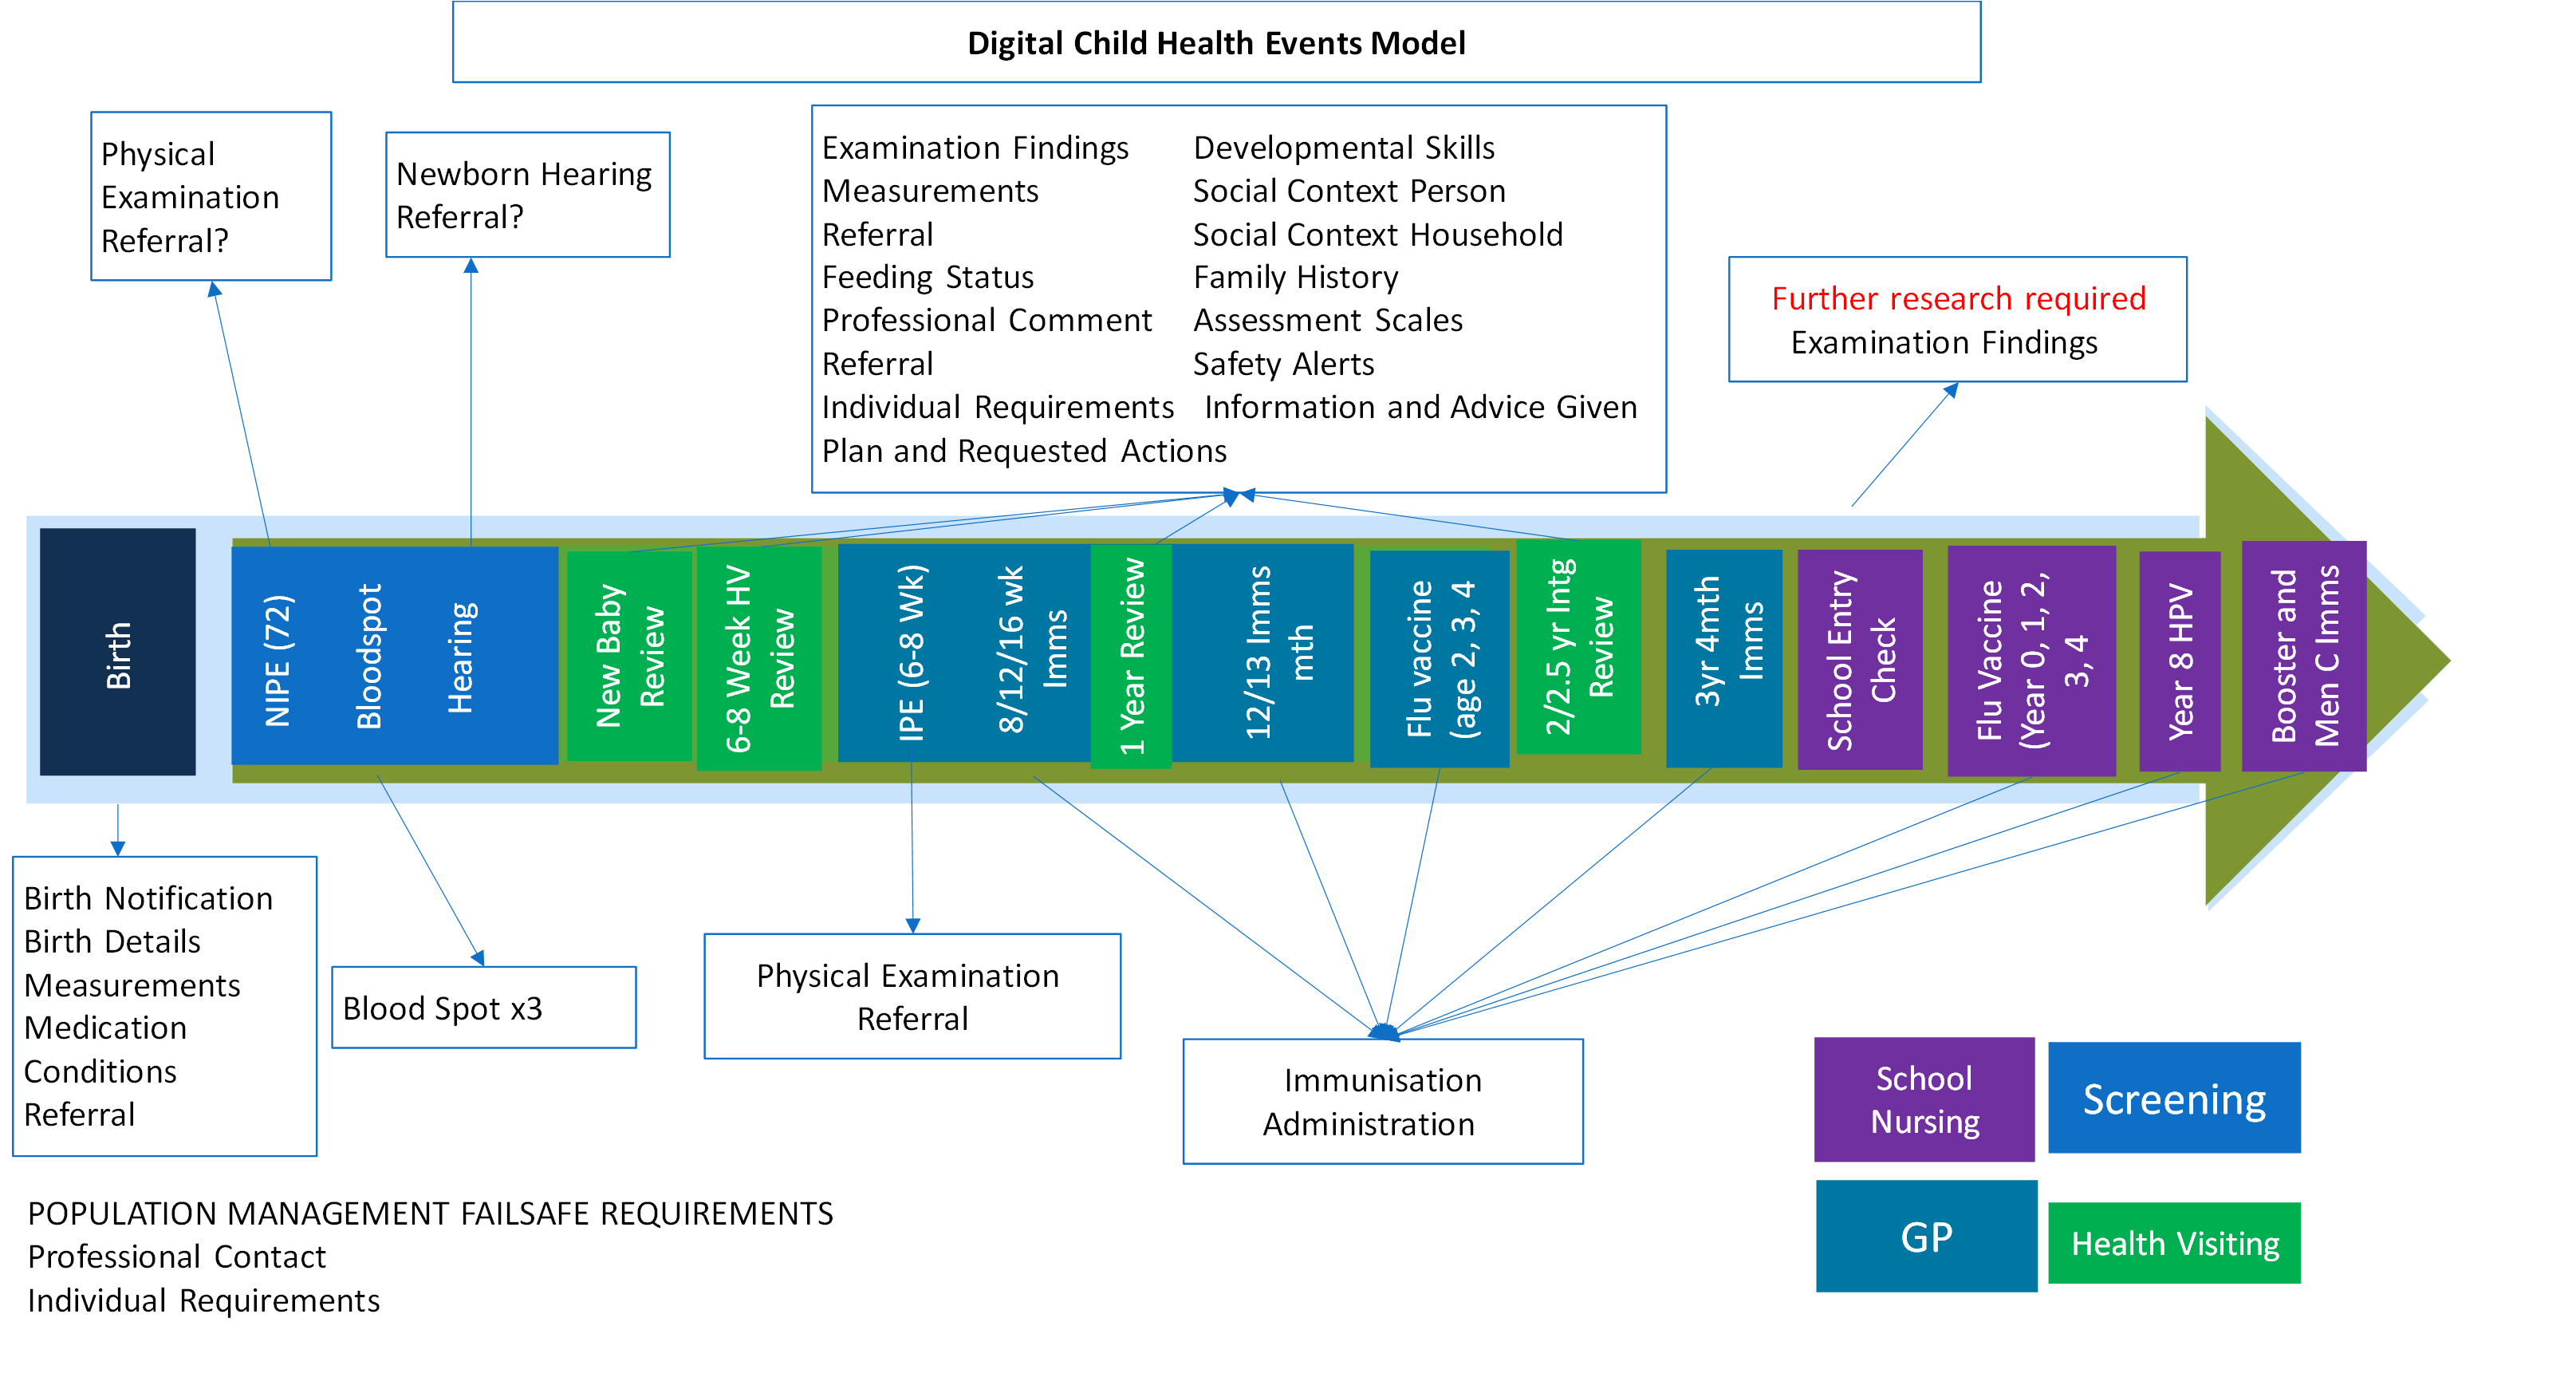 Digital Child Health Events Model
Physical
Examination
Referral?
Newborn Hearing
Referral?
Examination Findings Developmental Skills
Measurements Social Context Person
Referral Social Context Household
Feeding Status Family History
Professional Comment Assessment Scales
Referral Safety Alerts
Individual Requirements Information and Advice Given
Plan and Requested Actions
Further research required
Examination Findings
Birth
NIPE (72)
Bloodspot
Hearing
New Baby
Review
6-8 Week HV
Review
IPE (6-8 Wk)
8/12/16 wk
Imms
1 Year Review
12/13 Imms
mth
Flu vaccine
(age 2, 3, 4
2/2.5 yr Intg
Review
3yr 4mth
Imms
School Entry
Check
Flu Vaccine
(Year 0, 1, 2,
3, 4
Year 8 HPV
Booster and
Men C Imms
Birth Notification
Birth Details
Measurements
Medication
Conditions
Referral
Blood Spot x3
Physical Examination
Referral
Immunisation
Administration
School
Nursing
Screening
GP
Health Visiting
POPULATION MANAGEMENT FAILSAFE REQUIREMENTS
Professional Contact
Individual Requirements